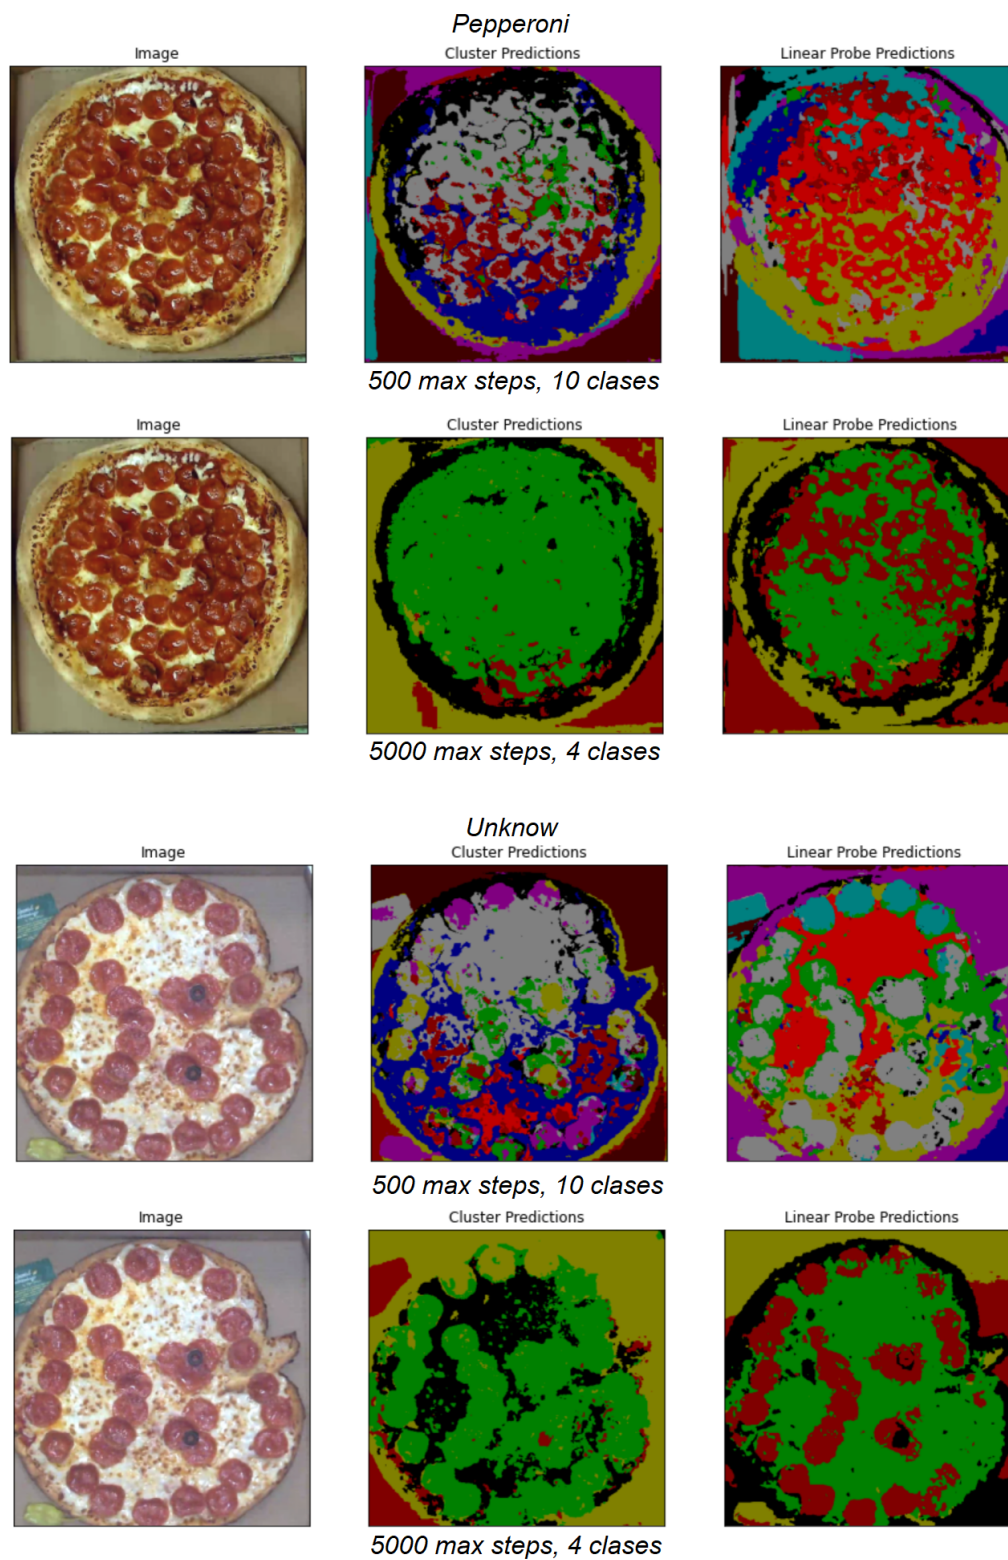 Pepperoni
Image Cluster Predictions Linear Probe Predictions
500 max steps, 10 clases
Image Cluster Predictions Linear Probe Predictions
5000 max steps, 4 clases
Unknow
Image Cluster Predictions Linear Probe Predictions
500 max steps, 10 clases
Image Cluster Predictions Linear Probe Predictions
5000 max steps, 4 clases